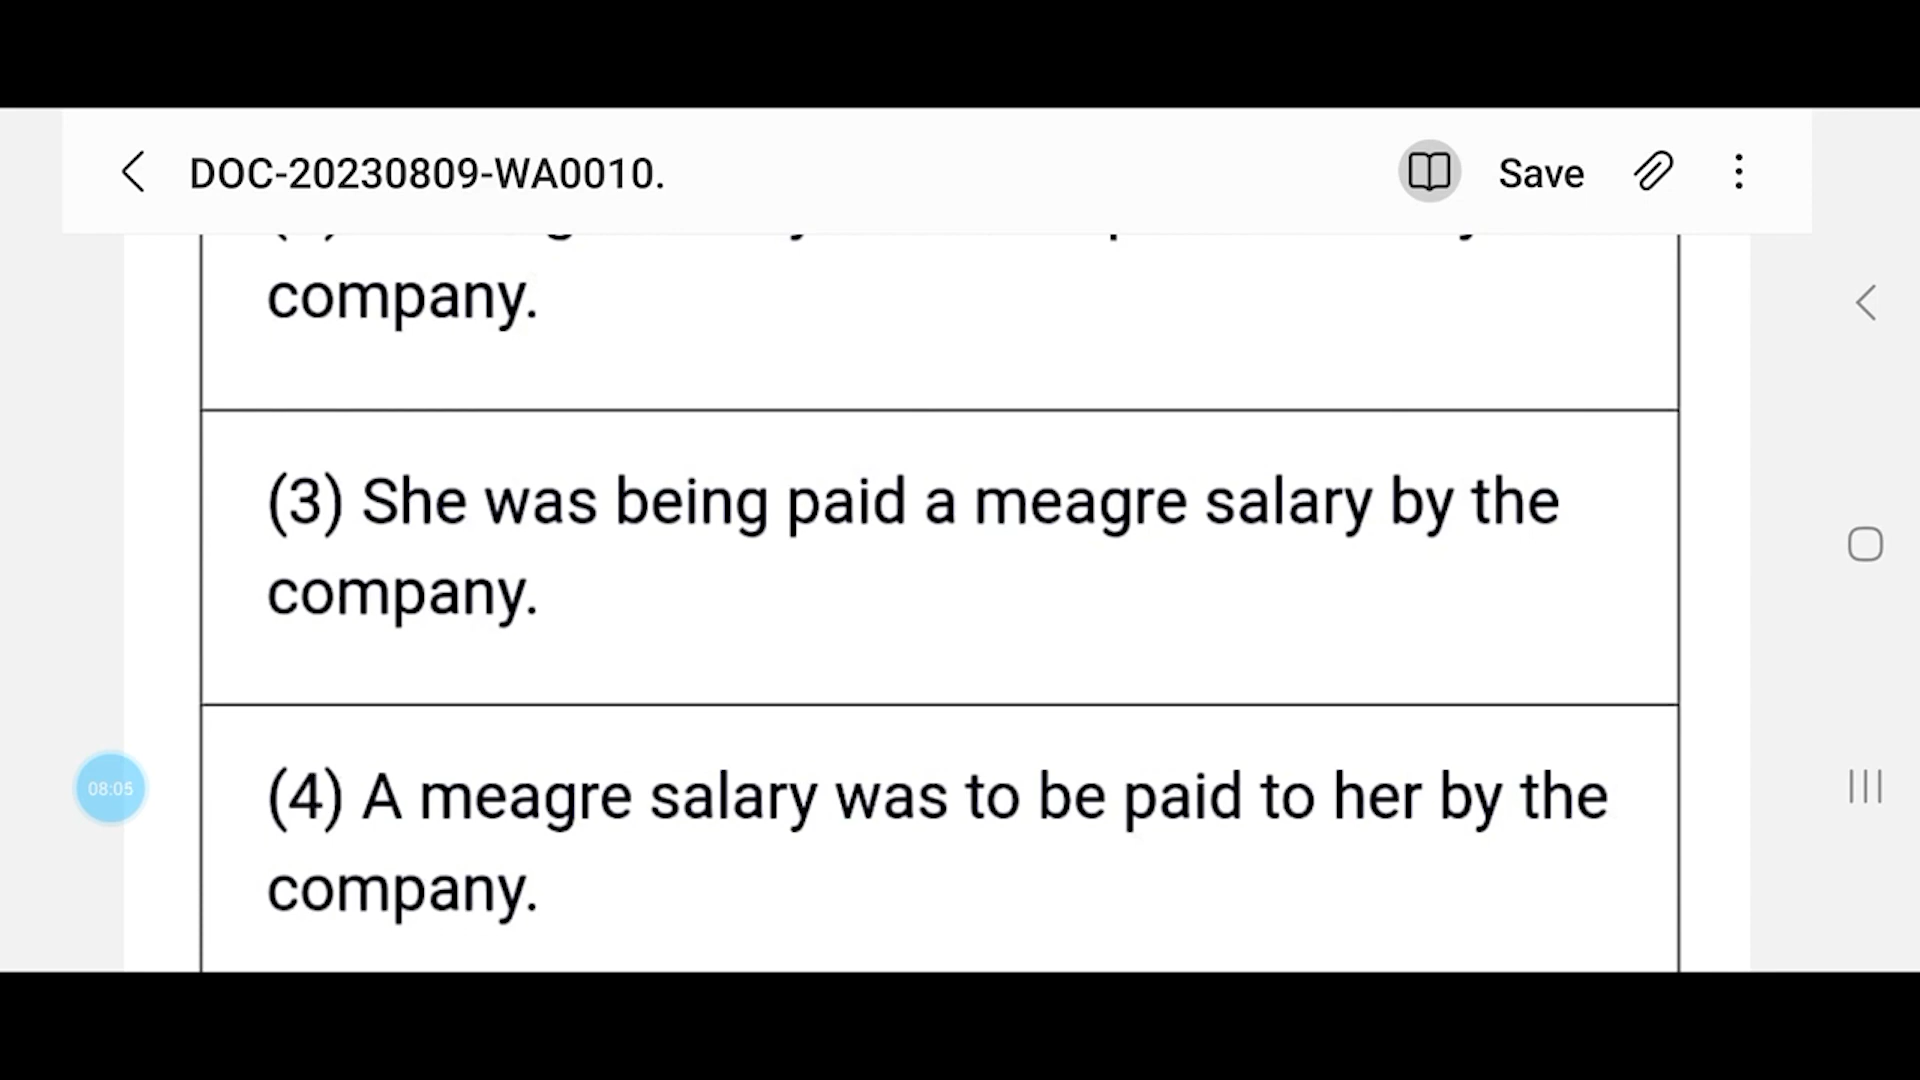 DOC-20230809-WA0010.
Save
company.
(3) She was being paid a meagre salary by the
company.
08:05
(4) A meagre salary was to be paid to her by the
company.